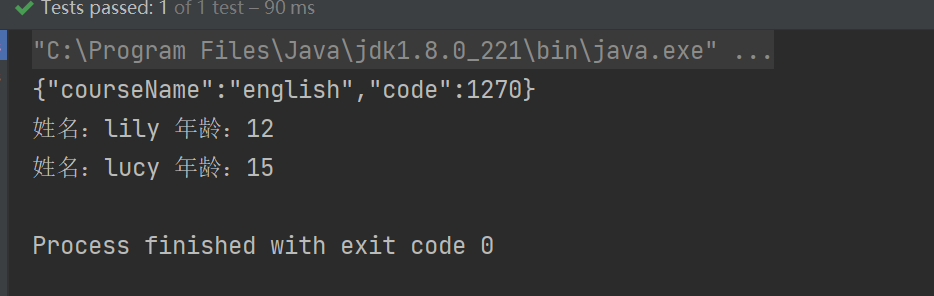 Tests passed: 1 of 1 test – 90 ms
"C:\Program Files\Java\jdk1.8.0_221\bin\java.exe" ...
{"courseName":"english","code":1270}
姓名：lily 年龄：12
姓名：lucy 年龄：15
Process finished with exit code 0